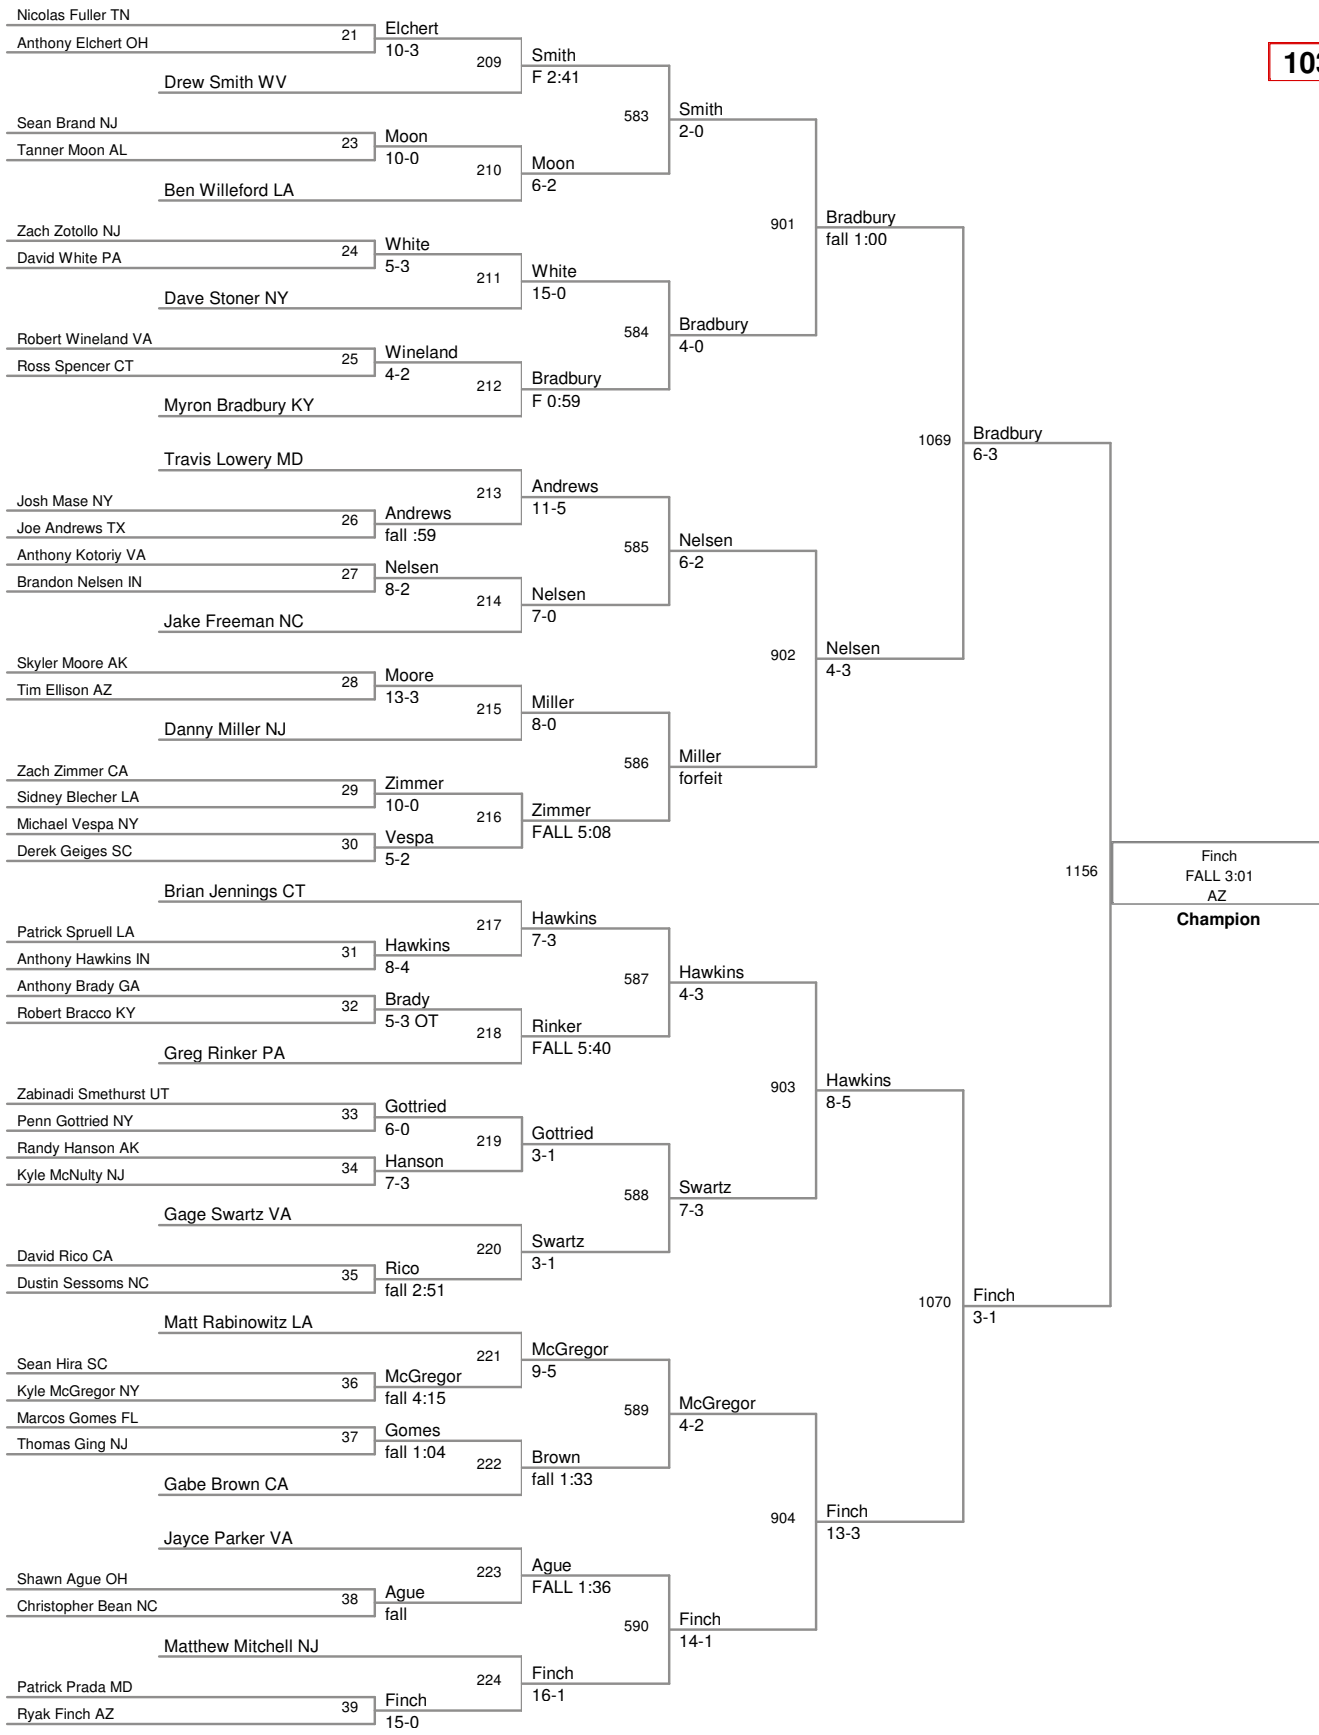 Nicolas Fuller TN
21
Elchert
Anthony Elchert OH
10-3
209
Smith
F 2:41
Drew Smith WV
103
583
Smith
2-0
Sean Brand NJ
23
Moon
Tanner Moon AL
10-0
210
Moon
6-2
Ben Willeford LA
901
Bradbury
fall 1:00
Zach Zotollo NJ
24
White
David White PA
5-3
211
White
15-0
Dave Stoner NY
584
Bradbury
4-0
Robert Wineland VA
25
Wineland
Ross Spencer CT
4-2
212
Bradbury
F 0:59
Myron Bradbury KY
1069
Bradbury
6-3
Travis Lowery MD
213
Andrews
11-5
Josh Mase NY
26
Andrews
Joe Andrews TX
fall :59
585
Nelsen
6-2
Anthony Kotoriy VA
27
Nelsen
Brandon Nelsen IN
8-2
214
Nelsen
7-0
Jake Freeman NC
902
Nelsen
4-3
Skyler Moore AK
28
Moore
Tim Ellison AZ
13-3
215
Miller
8-0
Danny Miller NJ
586
Miller
forfeit
Zach Zimmer CA
29
Zimmer
Sidney Blecher LA
10-0
216
Zimmer
FALL 5:08
Michael Vespa NY
30
Vespa
Derek Geiges SC
5-2
1156
Finch
FALL 3:01
AZ
Champion
Brian Jennings CT
217
Hawkins
7-3
Patrick Spruell LA
31
Hawkins
Anthony Hawkins IN
8-4
587
Hawkins
4-3
Anthony Brady GA
32
Brady
Robert Bracco KY
5-3 OT
218
Rinker
FALL 5:40
Greg Rinker PA
903
Hawkins
8-5
Zabinadi Smethurst UT
33
Gottried
Penn Gottried NY
6-0
219
Gottried
3-1
Randy Hanson AK
34
Hanson
Kyle McNulty NJ
7-3
588
Swartz
7-3
Gage Swartz VA
220
Swartz
3-1
David Rico CA
35
Rico
Dustin Sessoms NC
fall 2:51
1070
Finch
3-1
Matt Rabinowitz LA
221
McGregor
9-5
Sean Hira SC
36
McGregor
Kyle McGregor NY
fall 4:15
589
McGregor
4-2
Marcos Gomes FL
37
Gomes
Thomas Ging NJ
fall 1:04
222
Brown
fall 1:33
Gabe Brown CA
904
Finch
13-3
Jayce Parker VA
223
Ague
FALL 1:36
Shawn Ague OH
38
Ague
Christopher Bean NC
fall
590
Finch
14-1
Matthew Mitchell NJ
224
Finch
16-1
Patrick Prada MD
39
Finch
Ryak Finch AZ
15-0